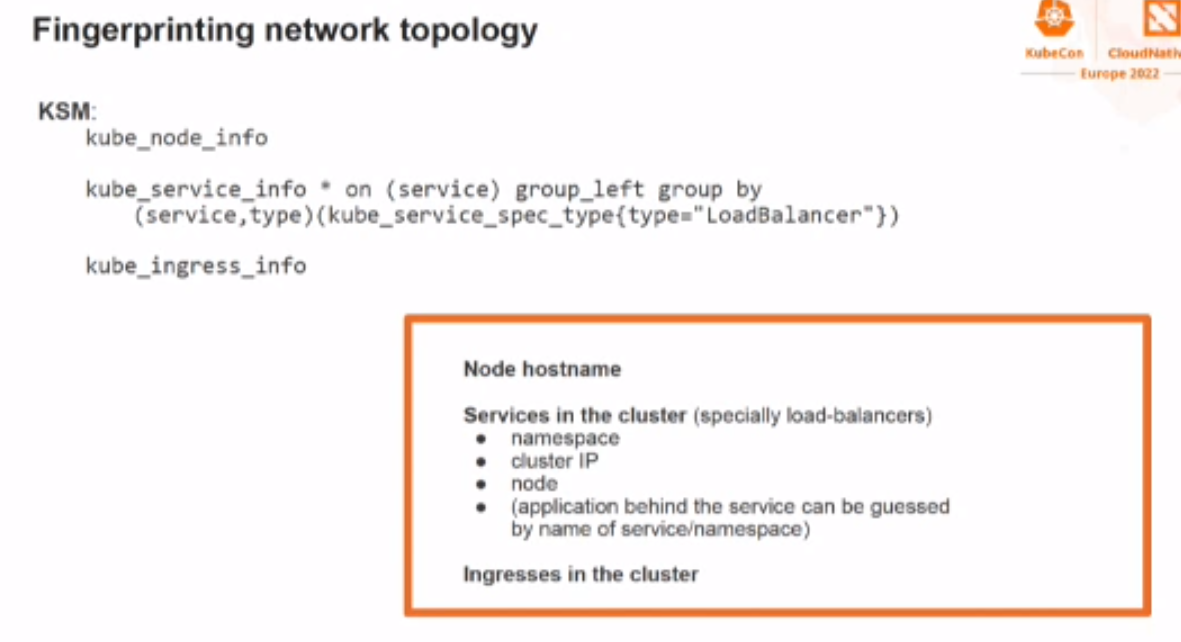 Fingerprinting network topology
KubeCon
CloudNativ
Europe 2022
KSM:
kube_node_info
kube_service_info * on (service) group_left group by
(service,type)(kube_service_spec_type{type="LoadBalancer"})
kube_ingress_info
Node hostname
Services in the cluster (specially load-balancers)
● namespace
● cluster IP
● node
● (application behind the service can be guessed
by name of service/namespace)
Ingresses in the cluster